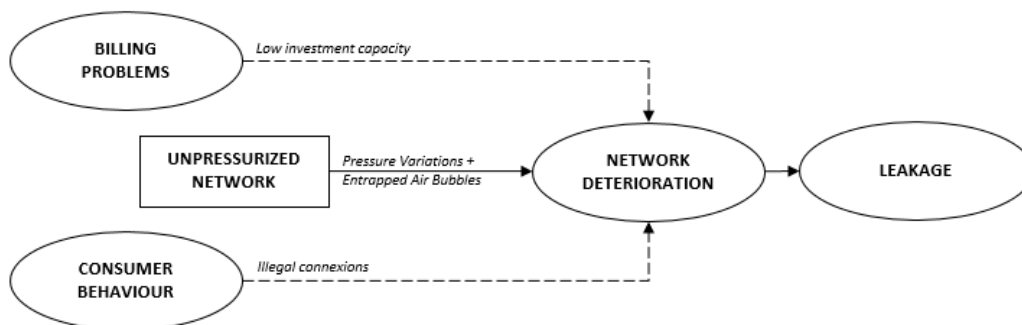 BILLING
PROBLEMS
Low investment capacity
UNPRESSURIZED
NETWORK
Pressure Variations +
Entrapped Air Bubbles
NETWORK
DETERIORATION
LEAKAGE
CONSUMER
BEHAVIOUR
Illegal connexions